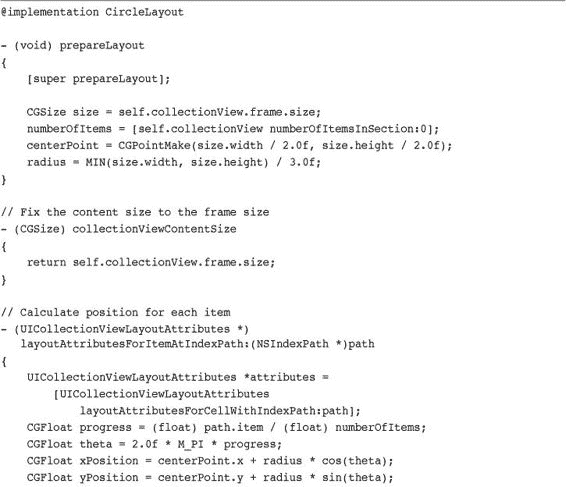 @implementation CircleLayout
- (void) prepareLayout
{
[super prepareLayout];
CGSize size = self.collectionView.frame.size;
numberOfItems = [self.collectionView numberOfItemsInSection:0];
centerPoint = CGPointMake(size.width / 2.0f, size.height / 2.0f);
radius = MIN(size.width, size.height) / 3.0f;
}
// Fix the content size to the frame size
- (CGSize) collectionViewContentSize
{
return self.collectionView.frame.size;
}
// Calculate position for each item
- (UICollectionViewLayoutAttributes *)
layoutAttributesForItemAtIndexPath:(NSIndexPath *)path
{
UICollectionViewLayoutAttributes *attributes =
[UICollectionViewLayoutAttributes
layoutAttributesForCellWithIndexPath:path];
CGFloat progress = (float) path.item / (float) numberOfItems;
CGFloat theta = 2.0f * M_PI * progress;
CGFloat xPosition = centerPoint.x + radius * cos(theta);
CGFloat yPosition = centerPoint.y + radius * sin(theta);